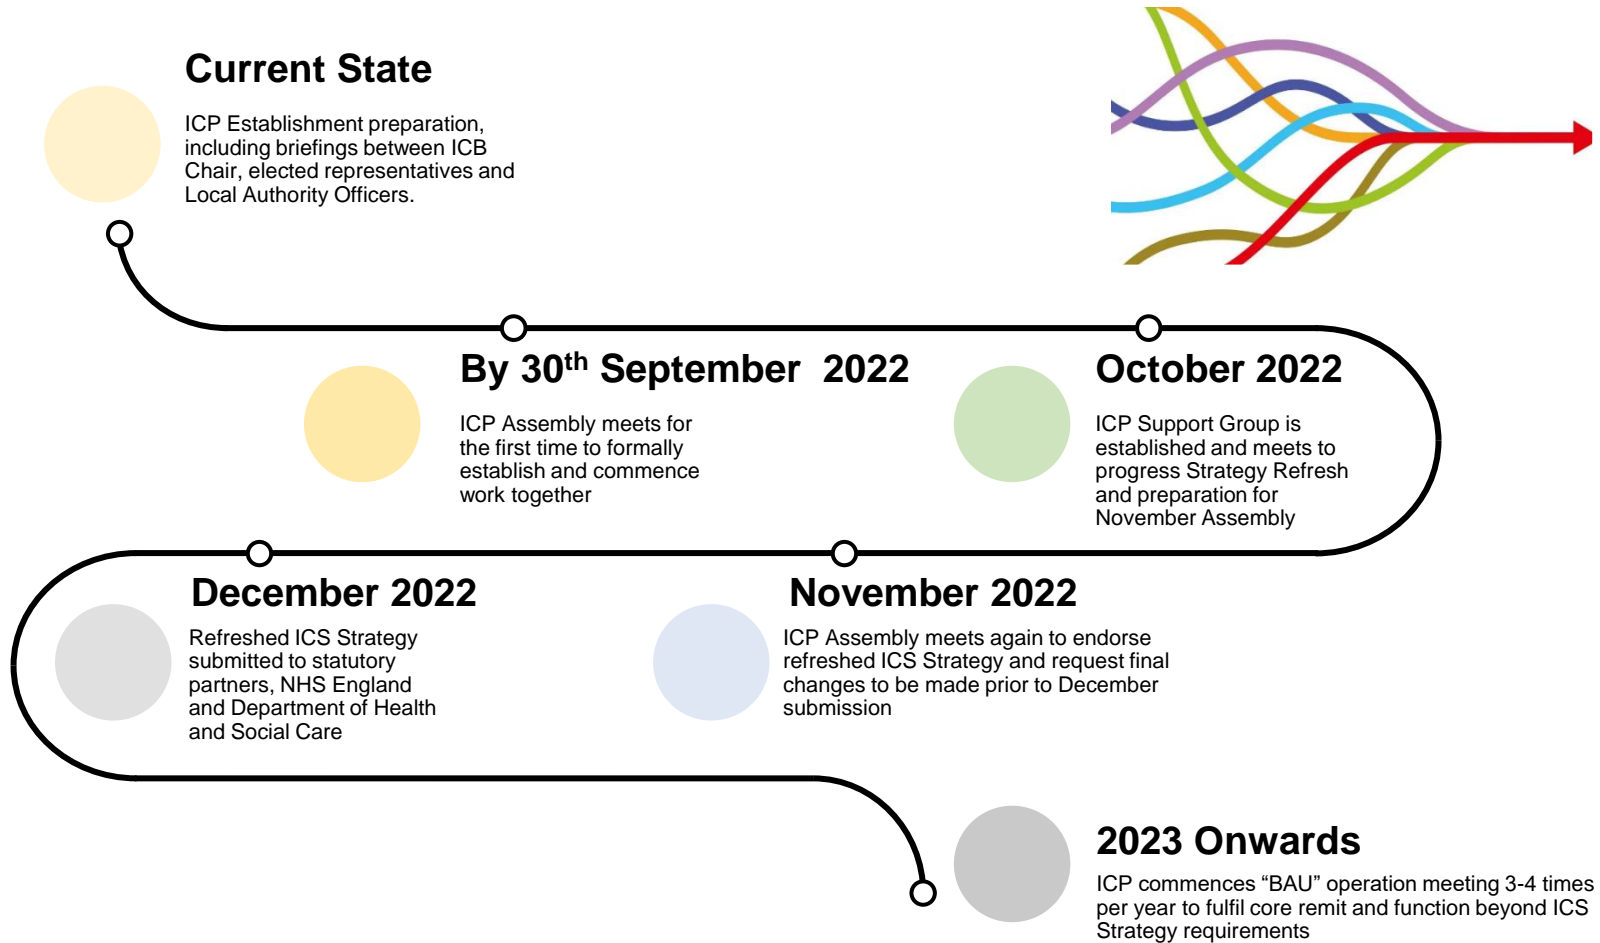 Current State
ICP Establishment preparation,
including briefings between ICB
Chair, elected representatives and
Local Authority Officers.
By 30th September 2022
ICP Assembly meets for
the first time to formally
establish and commence
work together
October 2022
ICP Support Group is
established and meets to
progress Strategy Refresh
and preparation for
November Assembly
November 2022
ICP Assembly meets again to endorse
refreshed ICS Strategy and request final
changes to be made prior to December
submission
December 2022
Refreshed ICS Strategy
submitted to statutory
partners, NHS England
and Department of Health
and Social Care
2023 Onwards
ICP commences “BAU” operation meeting 3-4 times
per year to fulfil core remit and function beyond ICS
Strategy requirements